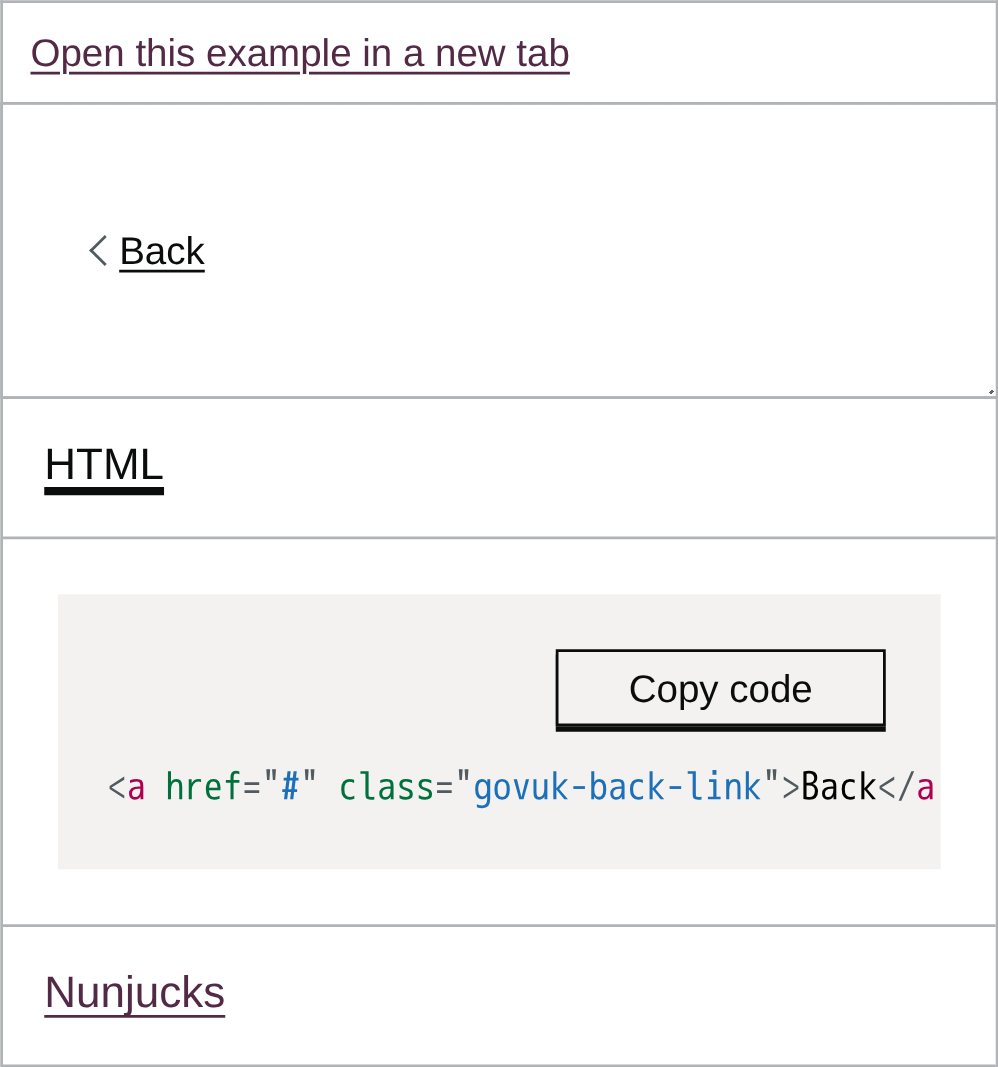 Open this example in a new tab
Back
HTML
Copy code
<a href="#" class="govuk-back-link">Back</a
Nunjucks